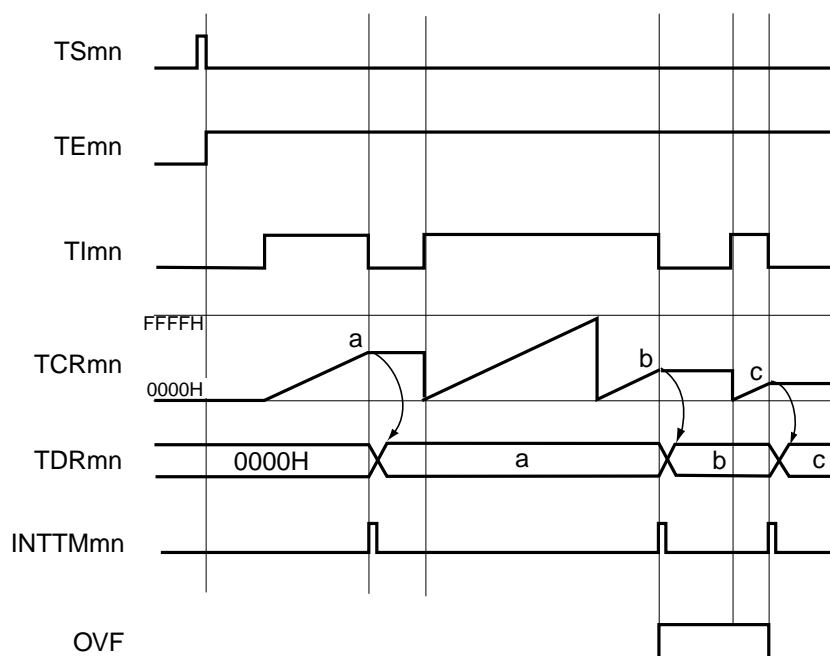 TSmn
TEmn
TImn
FFFFH
a
b
c
TCRmn
0000H
TDRmn
0000H
a
b
c
INTTMmn
OVF